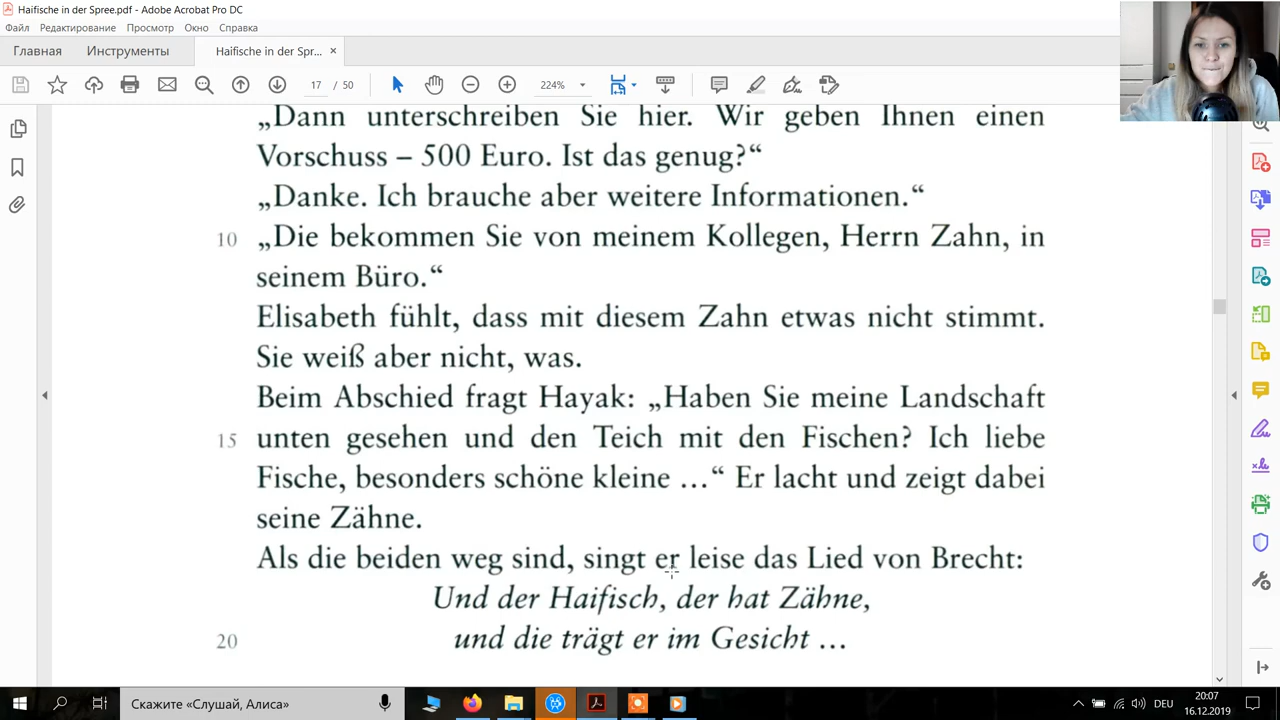 Haifische in der Spree.pdf - Adobe Acrobat Pro DC
Файл Редактирование Просмотр Окно Справка
Главная Инструменты Haifische in der Spr... ×
17 / 50 224%
„Dann unterschreiben Sie hier. Wir geben Ihnen einen
Vorschuss – 500 Euro. Ist das genug?“
„Danke. Ich brauche aber weitere Informationen.“
10 „Die bekommen Sie von meinem Kollegen, Herrn Zahn, in
seinem Büro.“
Elisabeth fühlt, dass mit diesem Zahn etwas nicht stimmt.
Sie weiß aber nicht, was.
Beim Abschied fragt Hayak: „Haben Sie meine Landschaft
15 unten gesehen und den Teich mit den Fischen? Ich liebe
Fische, besonders schöne kleine …“ Er lacht und zeigt dabei
seine Zähne.
Als die beiden weg sind, singt er leise das Lied von Brecht:
Und der Haifisch, der hat Zähne,
20 und die trägt er im Gesicht …
Скажите «Слушай, Алиса»
DEU
20:07
16.12.2019